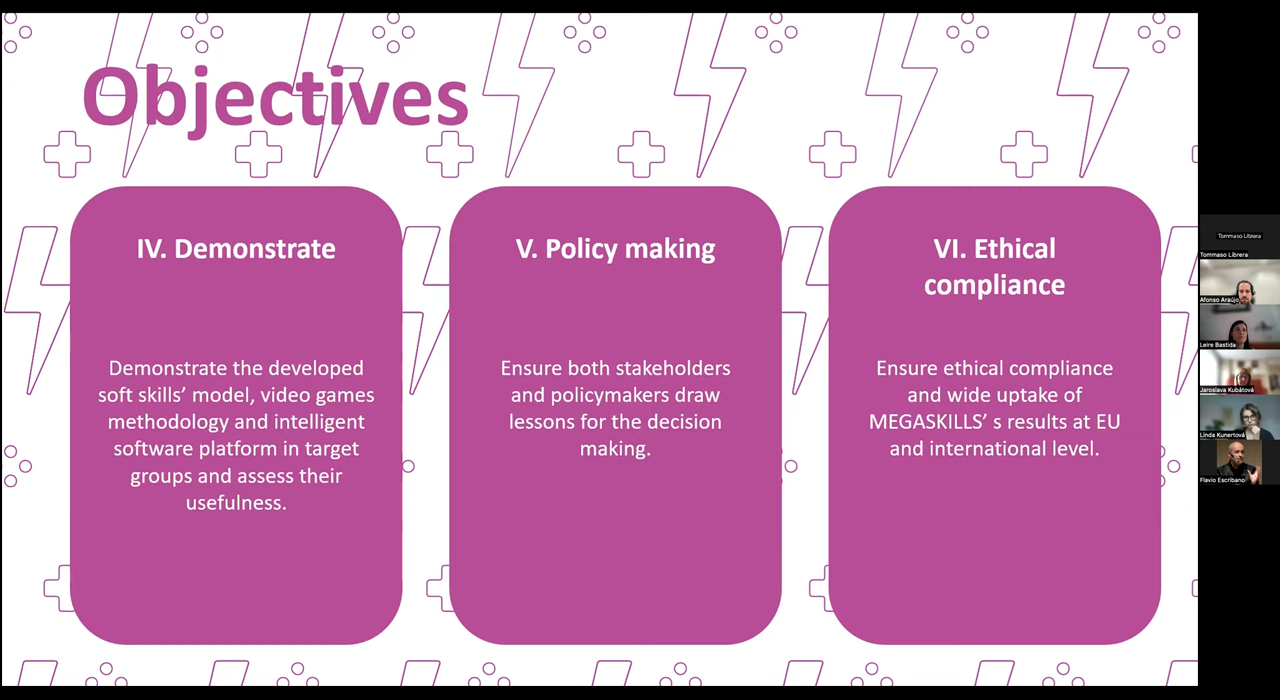 Objectives
IV. Demonstrate
Demonstrate the developed
soft skills’ model, video games
methodology and intelligent
software platform in target
groups and assess their
usefulness.
V. Policy making
Ensure both stakeholders
and policymakers draw
lessons for the decision
making.
VI. Ethical
compliance
Ensure ethical compliance
and wide uptake of
MEGASKILLS’ s results at EU
and international level.
Tommaso Librera
Tommaso Librera
Afonso Araújo
Leire Bastida
Jaroslava Kubátová
Linda Kunertová
Flavio Escribano